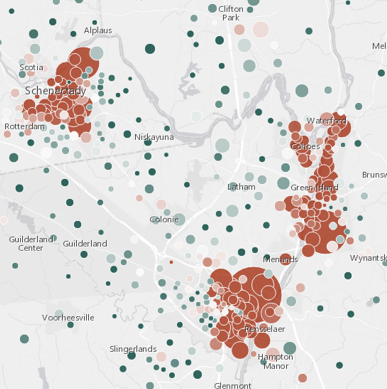 Clifton
Park
Alplaus
Scotia
Schenectady
Rotterdam
Waterford
Niskayuna
Cohoes
Latham
Green Island
Colonie
Guilderland
Center
Guilderland
Menands
Voorheesville
Rensselaer
Slingerlands
Hampton
Manor
Glenmont